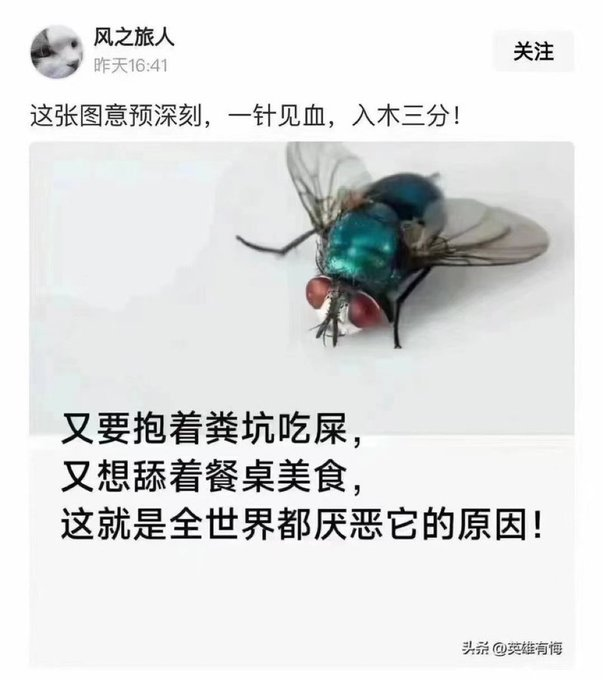 风之旅人
昨天16:41
关注
这张图意预深刻，一针见血，入木三分！
又要抱着粪坑吃屎，
又想舔着餐桌美食，
这就是全世界都厌恶它的原因！
头条 @英雄有悔